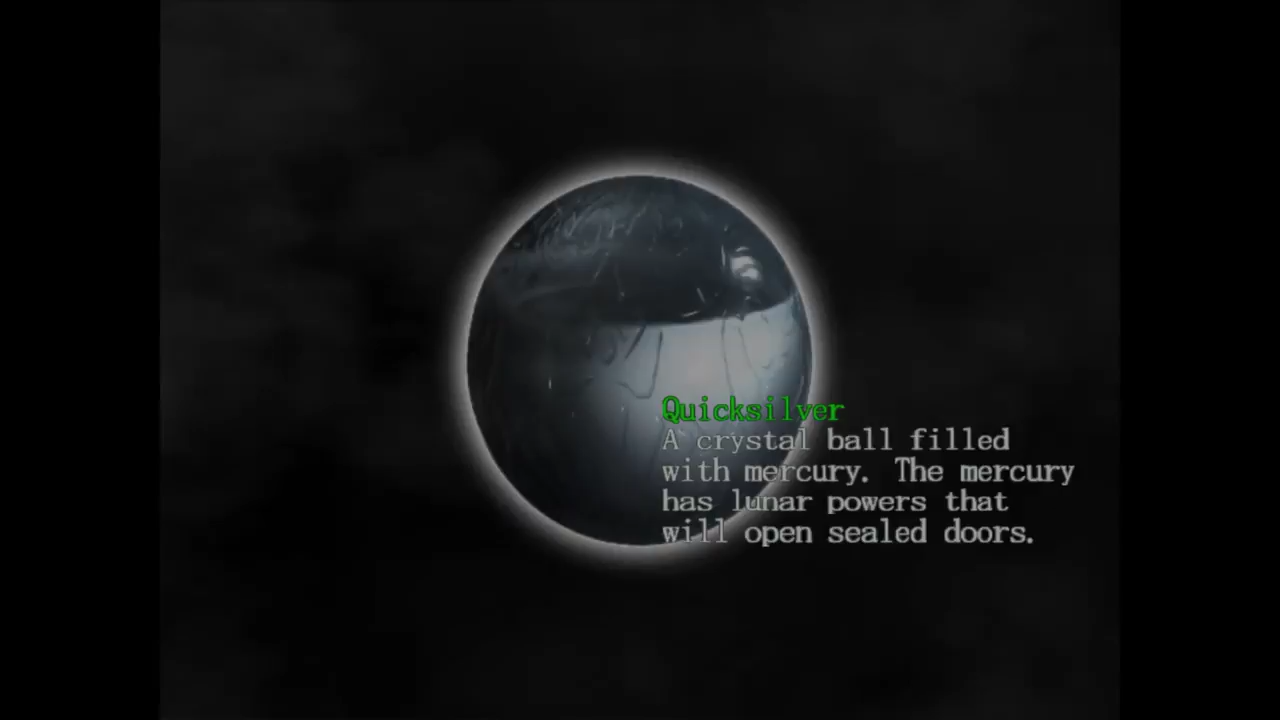 Quicksilver
A crystal ball filled
with mercury. The mercury
has lunar powers that
will open sealed doors.